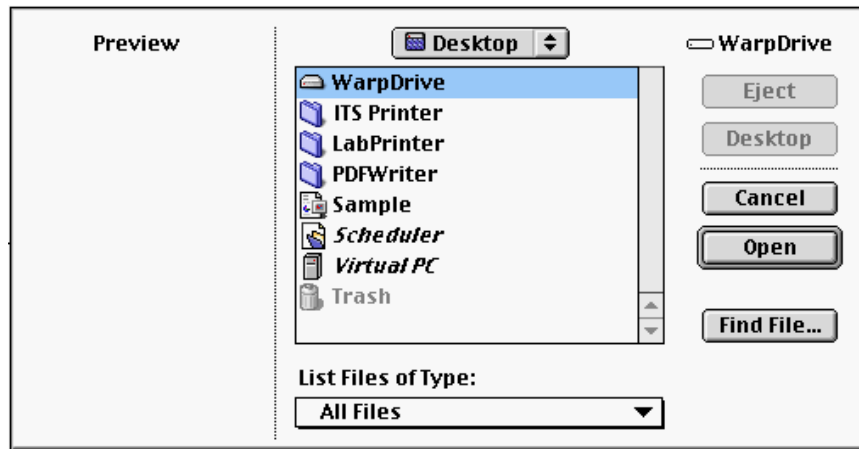 Preview
Desktop
WarpDrive
WarpDrive
ITS Printer
LabPrinter
PDFWriter
Sample
Scheduler
Virtual PC
Trash
Eject
Desktop
Cancel
Open
Find File...
List Files of Type:
All Files